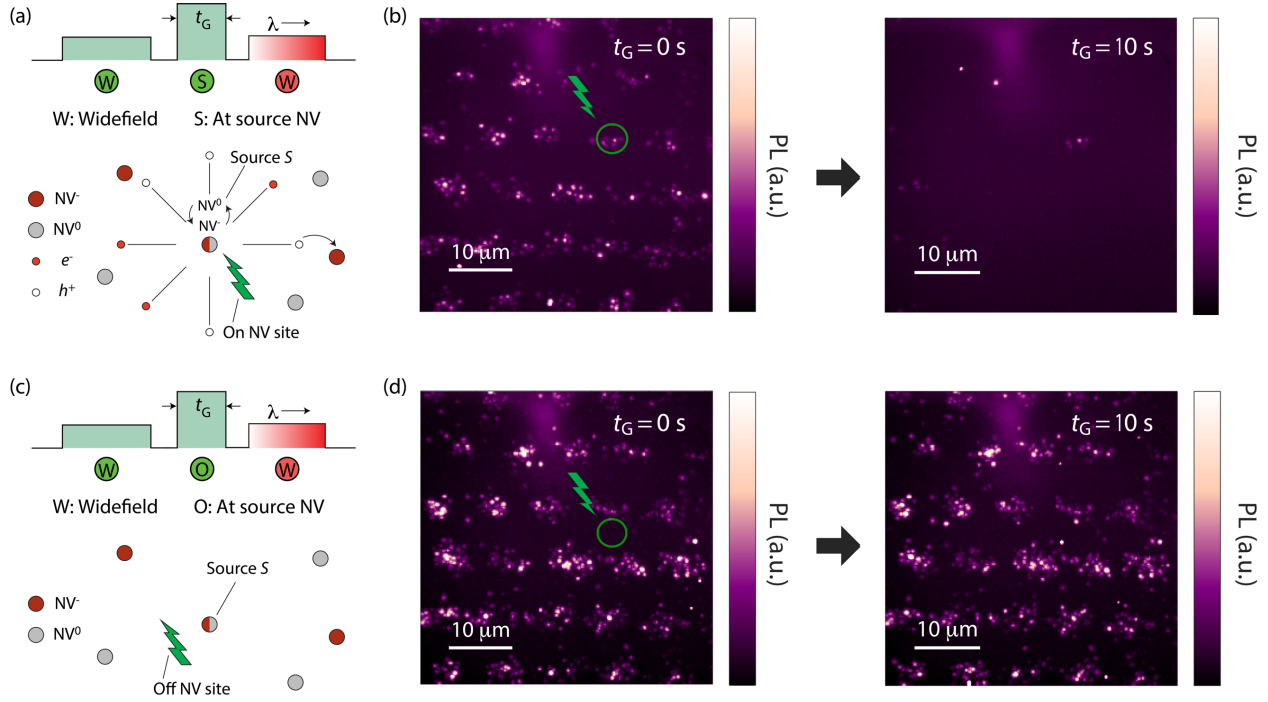 (a)
t_G
λ
W
S
W
W: Widefield
S: At source NV
Source S
NV⁰
NV⁻
NV⁻
NV⁰
e⁻
h⁺
On NV site
(b)
t_G = 0 s
10 μm
PL (a.u.)
t_G = 10 s
10 μm
PL (a.u.)
(c)
t_G
λ
W
O
W
W: Widefield
O: At source NV
Source S
NV⁻
NV⁰
Off NV site
(d)
t_G = 0 s
10 μm
PL (a.u.)
t_G = 10 s
10 μm
PL (a.u.)